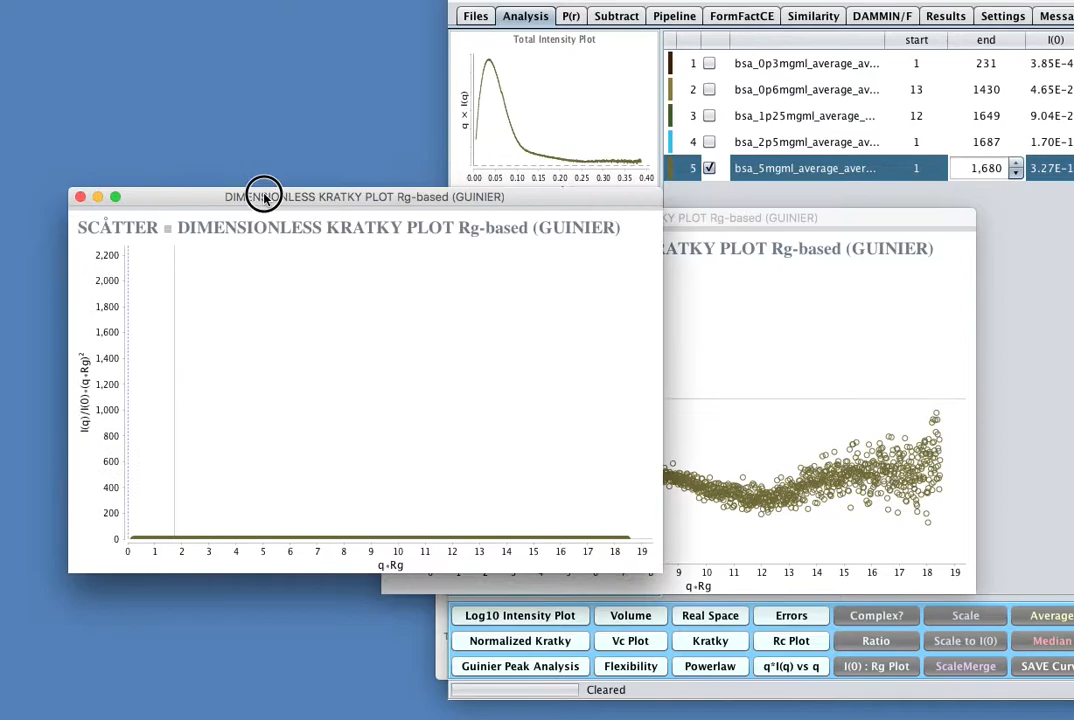 Files Analysis P(r) Subtract Pipeline FormFactCE Similarity DAMMIN/F Results Settings Messa
Total Intensity Plot
q × I(q)
0.00 0.05 0.10 0.15 0.20 0.25 0.30 0.35 0.40
start end I(0)
1 bsa_0p3mgml_average_av... 1 231 3.85E-4
2 bsa_0p6mgml_average_av... 13 1430 4.65E-2
3 bsa_1p25mgml_average_... 12 1649 9.04E-2
4 bsa_2p5mgml_average_av... 1 1687 1.70E-1
5 bsa_5mgml_average_aver... 1 1,680 3.27E-1
DIMENSIONLESS KRATKY PLOT Rg-based (GUINIER)
SCÅTTER ≡ DIMENSIONLESS KRATKY PLOT Rg-based (GUINIER)
I(q)/I(0)*(q•Rg)²
2,200
2,000
1,800
1,600
1,400
1,200
1,000
800
600
400
200
0
0 1 2 3 4 5 6 7 8 9 10 11 12 13 14 15 16 17 18 19
q•Rg
KY PLOT Rg-based (GUINIER)
RATKY PLOT Rg-based (GUINIER)
9 10 11 12 13 14 15 16 17 18 19
q•Rg
Log10 Intensity Plot Volume Real Space Errors Complex? Scale Average
Normalized Kratky Vc Plot Kratky Rc Plot Ratio Scale to I(0) Median
Guinier Peak Analysis Flexibility Powerlaw q*I(q) vs q I(0) : Rg Plot ScaleMerge SAVE Curv
Cleared